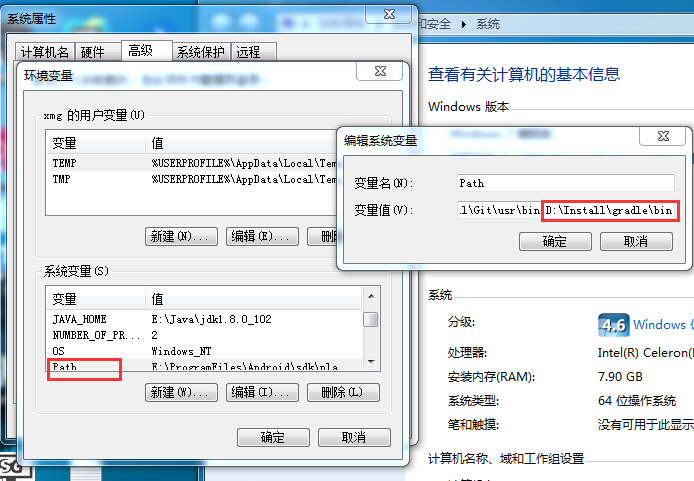 系统属性
计算机名 硬件 高级 系统保护 远程
环境变量
xmg 的用户变量(U)
变量 值
TEMP %USERPROFILE%\AppData\Local\Tem
TMP %USERPROFILE%\AppData\Local\Tem
新建(N)... 编辑(E)... 删除
系统变量(S)
变量 值
JAVA_HOME E:\Java\jdk1.8.0_102
NUMBER_OF_PR... 2
OS Windows_NT
Path E:\ProgramFiles\Android\sdk\pla
新建(W)... 编辑(I)... 删除(L)
确定 取消
编辑系统变量
变量名(N): Path
变量值(V): .l\Git\usr\bin D:\Install\gradle\bin
确定 取消
和安全 系统
查看有关计算机的基本信息
Windows 版本
系统
分级: 4.6 Windows
处理器: Intel(R) Celeron(
安装内存(RAM): 7.90 GB
系统类型: 64 位操作系统
笔和触摸: 没有可用于此显示
计算机名称、域和工作组设置